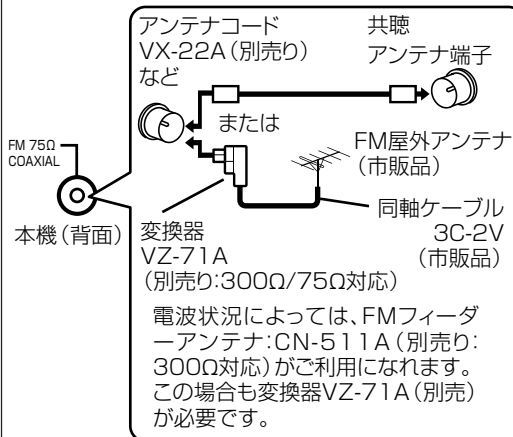 アンテナコード
VX-22A（別売り）
など
共聴
アンテナ端子
または
FM 75Ω
COAXIAL
本機（背面）
FM屋外アンテナ
（市販品）
同軸ケーブル
3C-2V
（市販品）
変換器
VZ-71A
（別売り:300Ω/75Ω対応）
電波状況によっては、FMフィーダ
ーアンテナ:CN-511A（別売り:
300Ω対応）がご利用になれます。
この場合も変換器VZ-71A（別売）
が必要です。